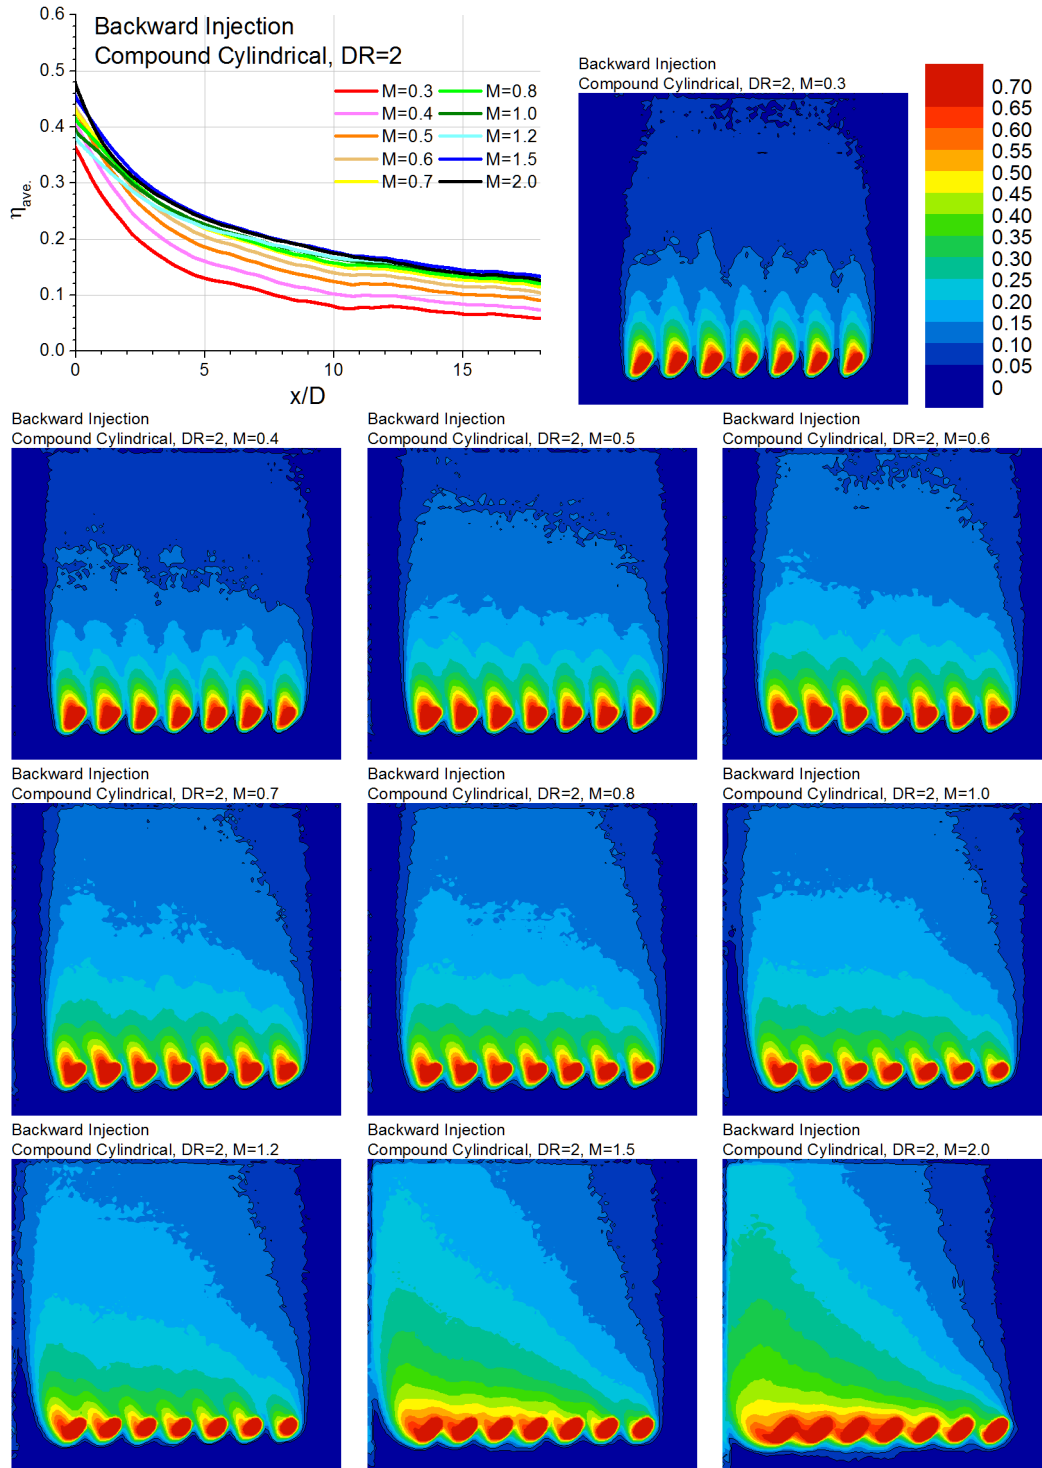 Backward Injection
Compound Cylindrical, DR=2
M=0.3 M=0.8
M=0.4 M=1.0
M=0.5 M=1.2
M=0.6 M=1.5
M=0.7 M=2.0
0.6
0.5
0.4
0.3
0.2
0.1
0.0
ηave.
0 5 10 15
x/D
Backward Injection
Compound Cylindrical, DR=2, M=0.3
0.70
0.65
0.60
0.55
0.50
0.45
0.40
0.35
0.30
0.25
0.20
0.15
0.10
0.05
0
Backward Injection
Compound Cylindrical, DR=2, M=0.4
Backward Injection
Compound Cylindrical, DR=2, M=0.5
Backward Injection
Compound Cylindrical, DR=2, M=0.6
Backward Injection
Compound Cylindrical, DR=2, M=0.7
Backward Injection
Compound Cylindrical, DR=2, M=0.8
Backward Injection
Compound Cylindrical, DR=2, M=1.0
Backward Injection
Compound Cylindrical, DR=2, M=1.2
Backward Injection
Compound Cylindrical, DR=2, M=1.5
Backward Injection
Compound Cylindrical, DR=2, M=2.0